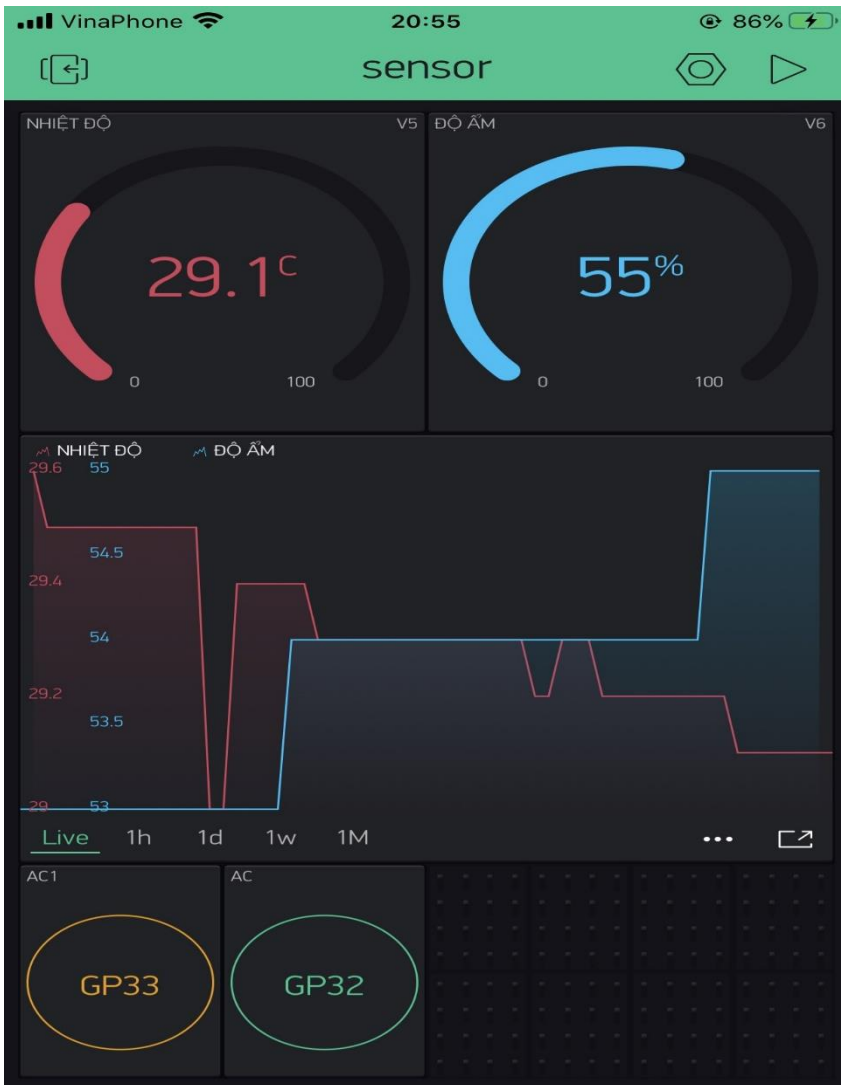 VinaPhone 20:55 86%
sensor
NHIỆT ĐỘ V5
29.1 C
0 100
ĐỘ ẨM V6
55%
0 100
NHIỆT ĐỘ ĐỘ ẨM
29.6 55
54.5
29.4
54
29.2
53.5
29 53
Live 1h 1d 1w 1M
AC1
GP33
AC
GP32